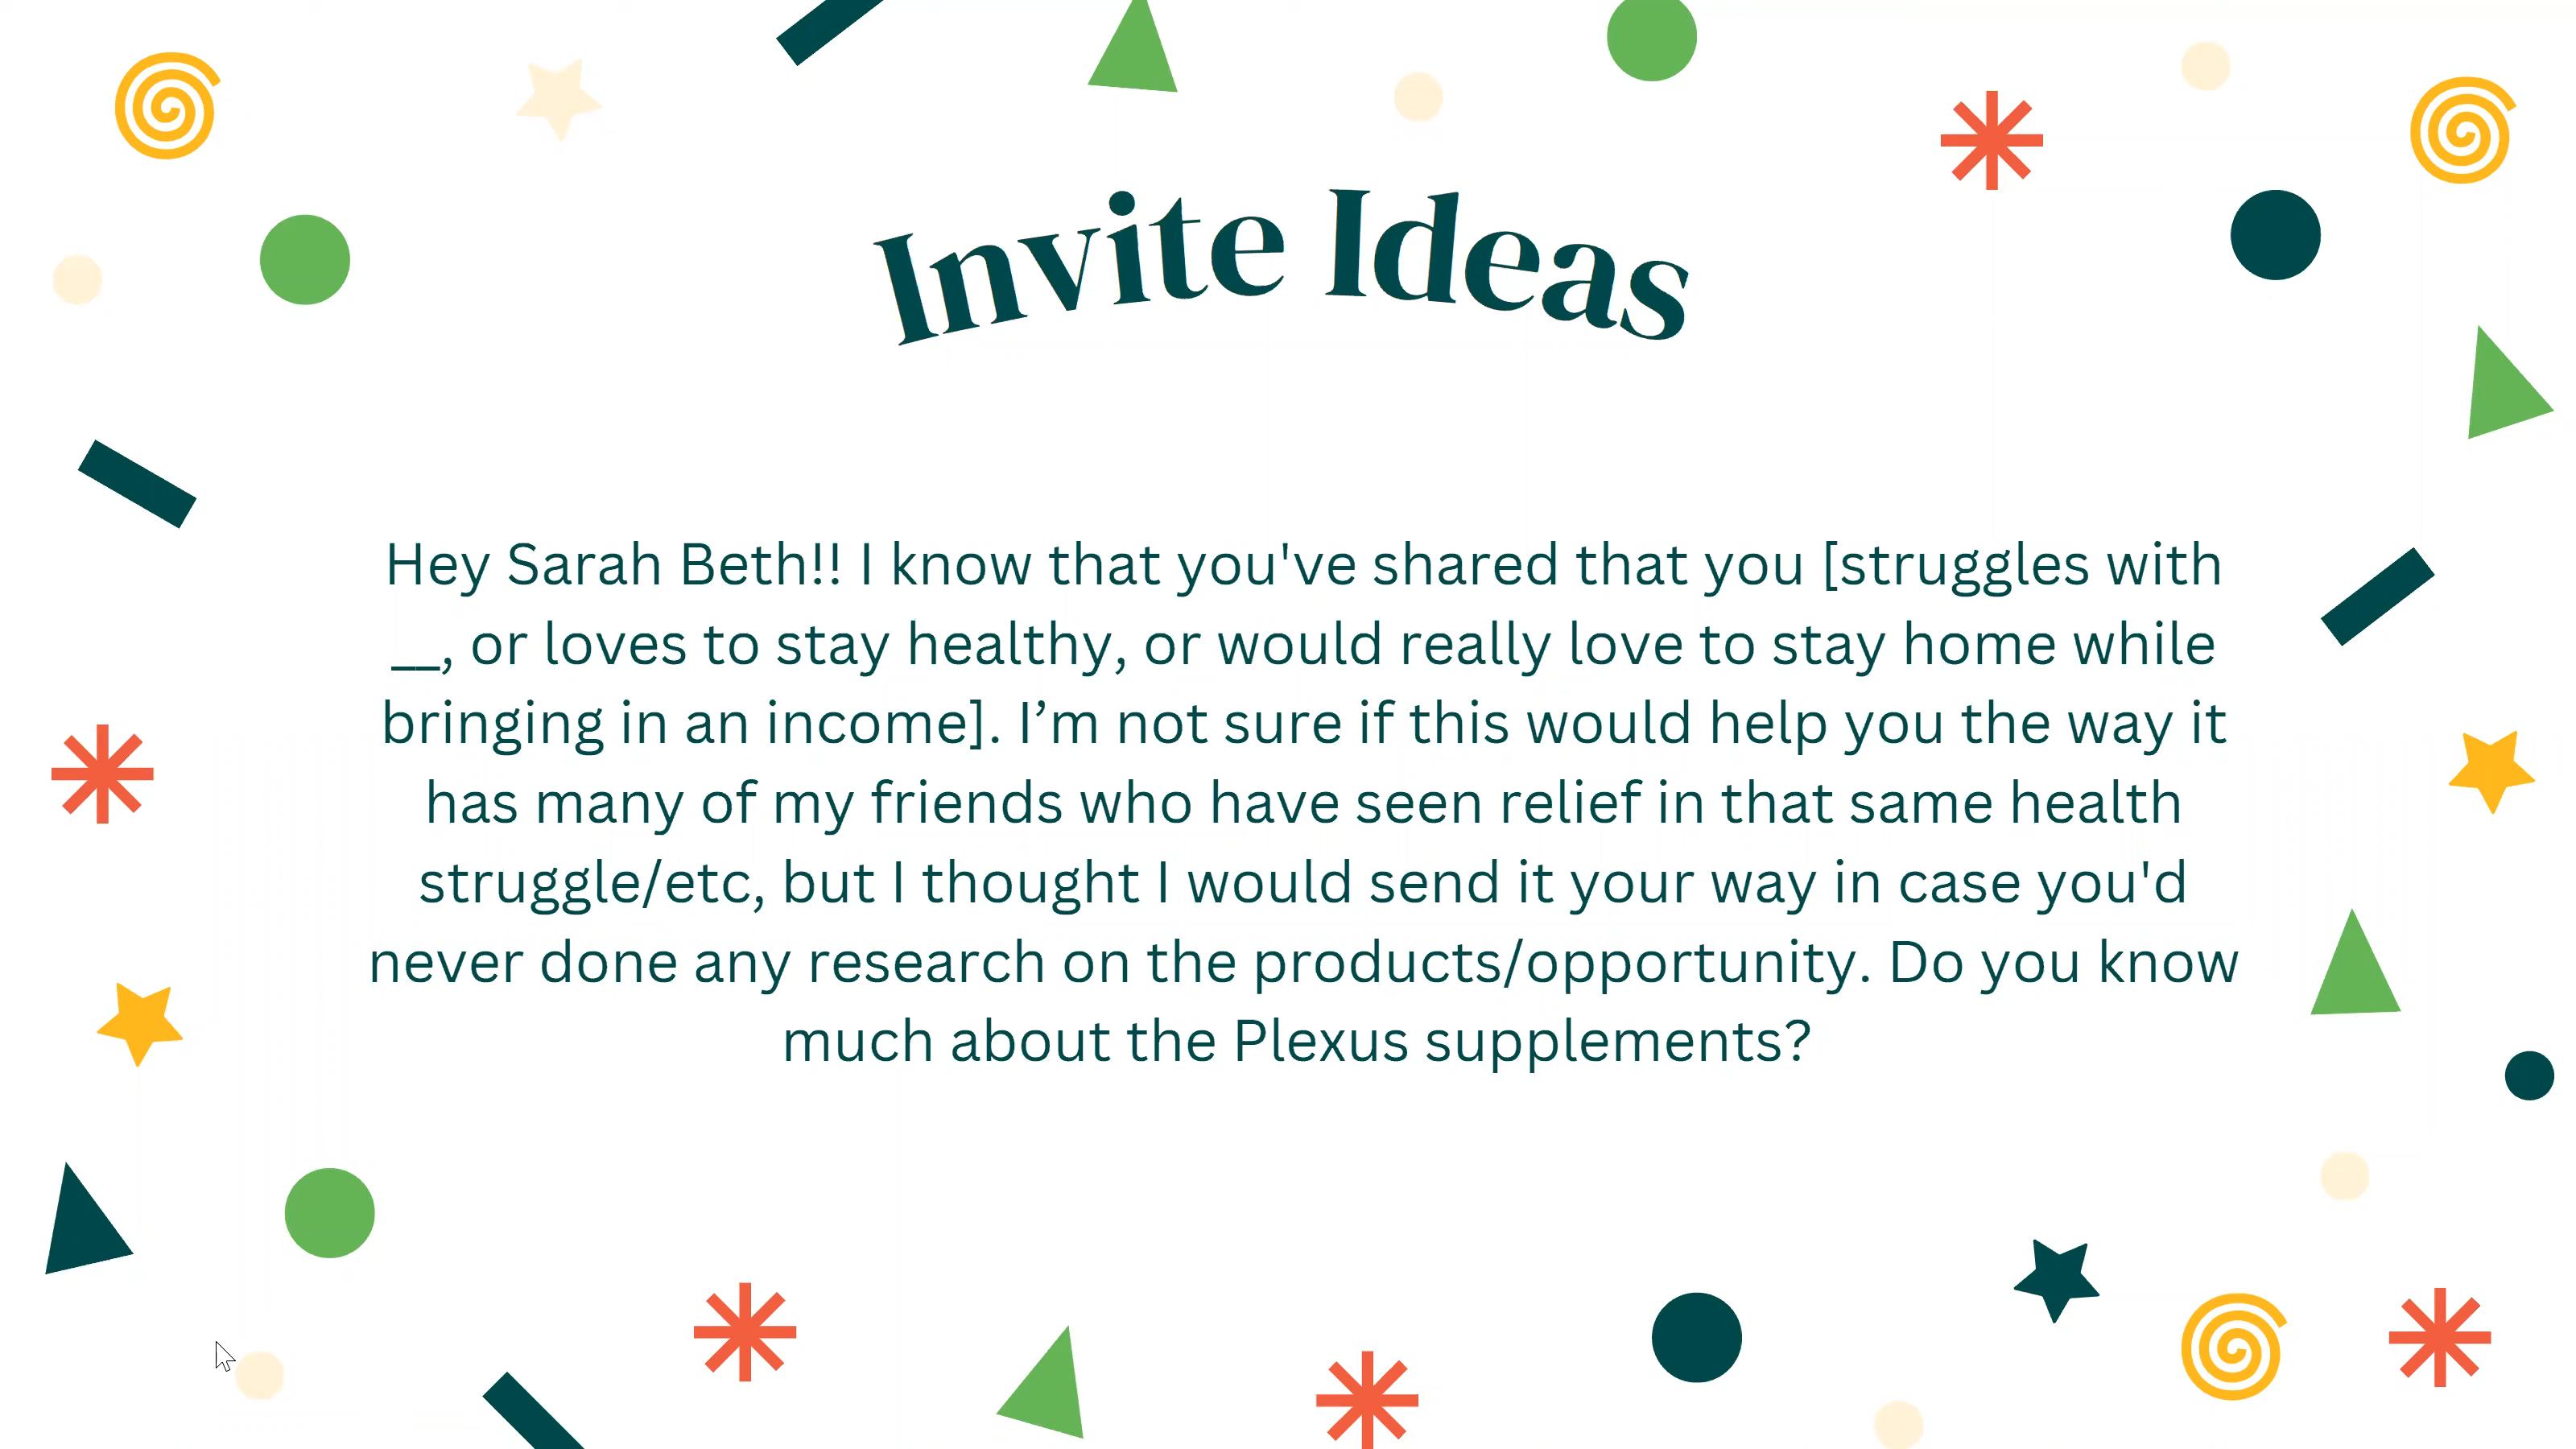 Invite Ideas
Hey Sarah Beth!! I know that you've shared that you [struggles with
__, or loves to stay healthy, or would really love to stay home while
bringing in an income]. I’m not sure if this would help you the way it
has many of my friends who have seen relief in that same health
struggle/etc, but I thought I would send it your way in case you'd
never done any research on the products/opportunity. Do you know
much about the Plexus supplements?